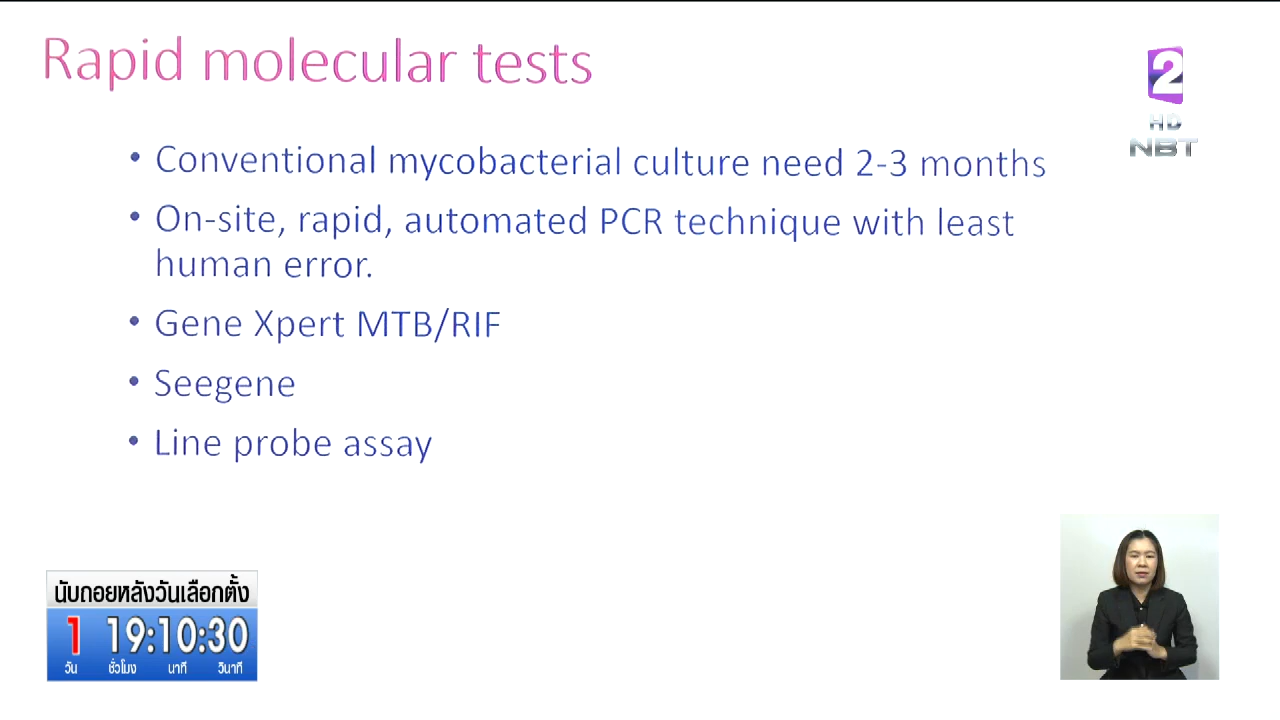 Rapid molecular tests
2
HD
NBT
• Conventional mycobacterial culture need 2-3 months
• On-site, rapid, automated PCR technique with least
human error.
• Gene Xpert MTB/RIF
• Seegene
• Line probe assay
นับถอยหลังวันเลือกตั้ง
1 19:10:30
วัน ชั่วโมง นาที วินาที